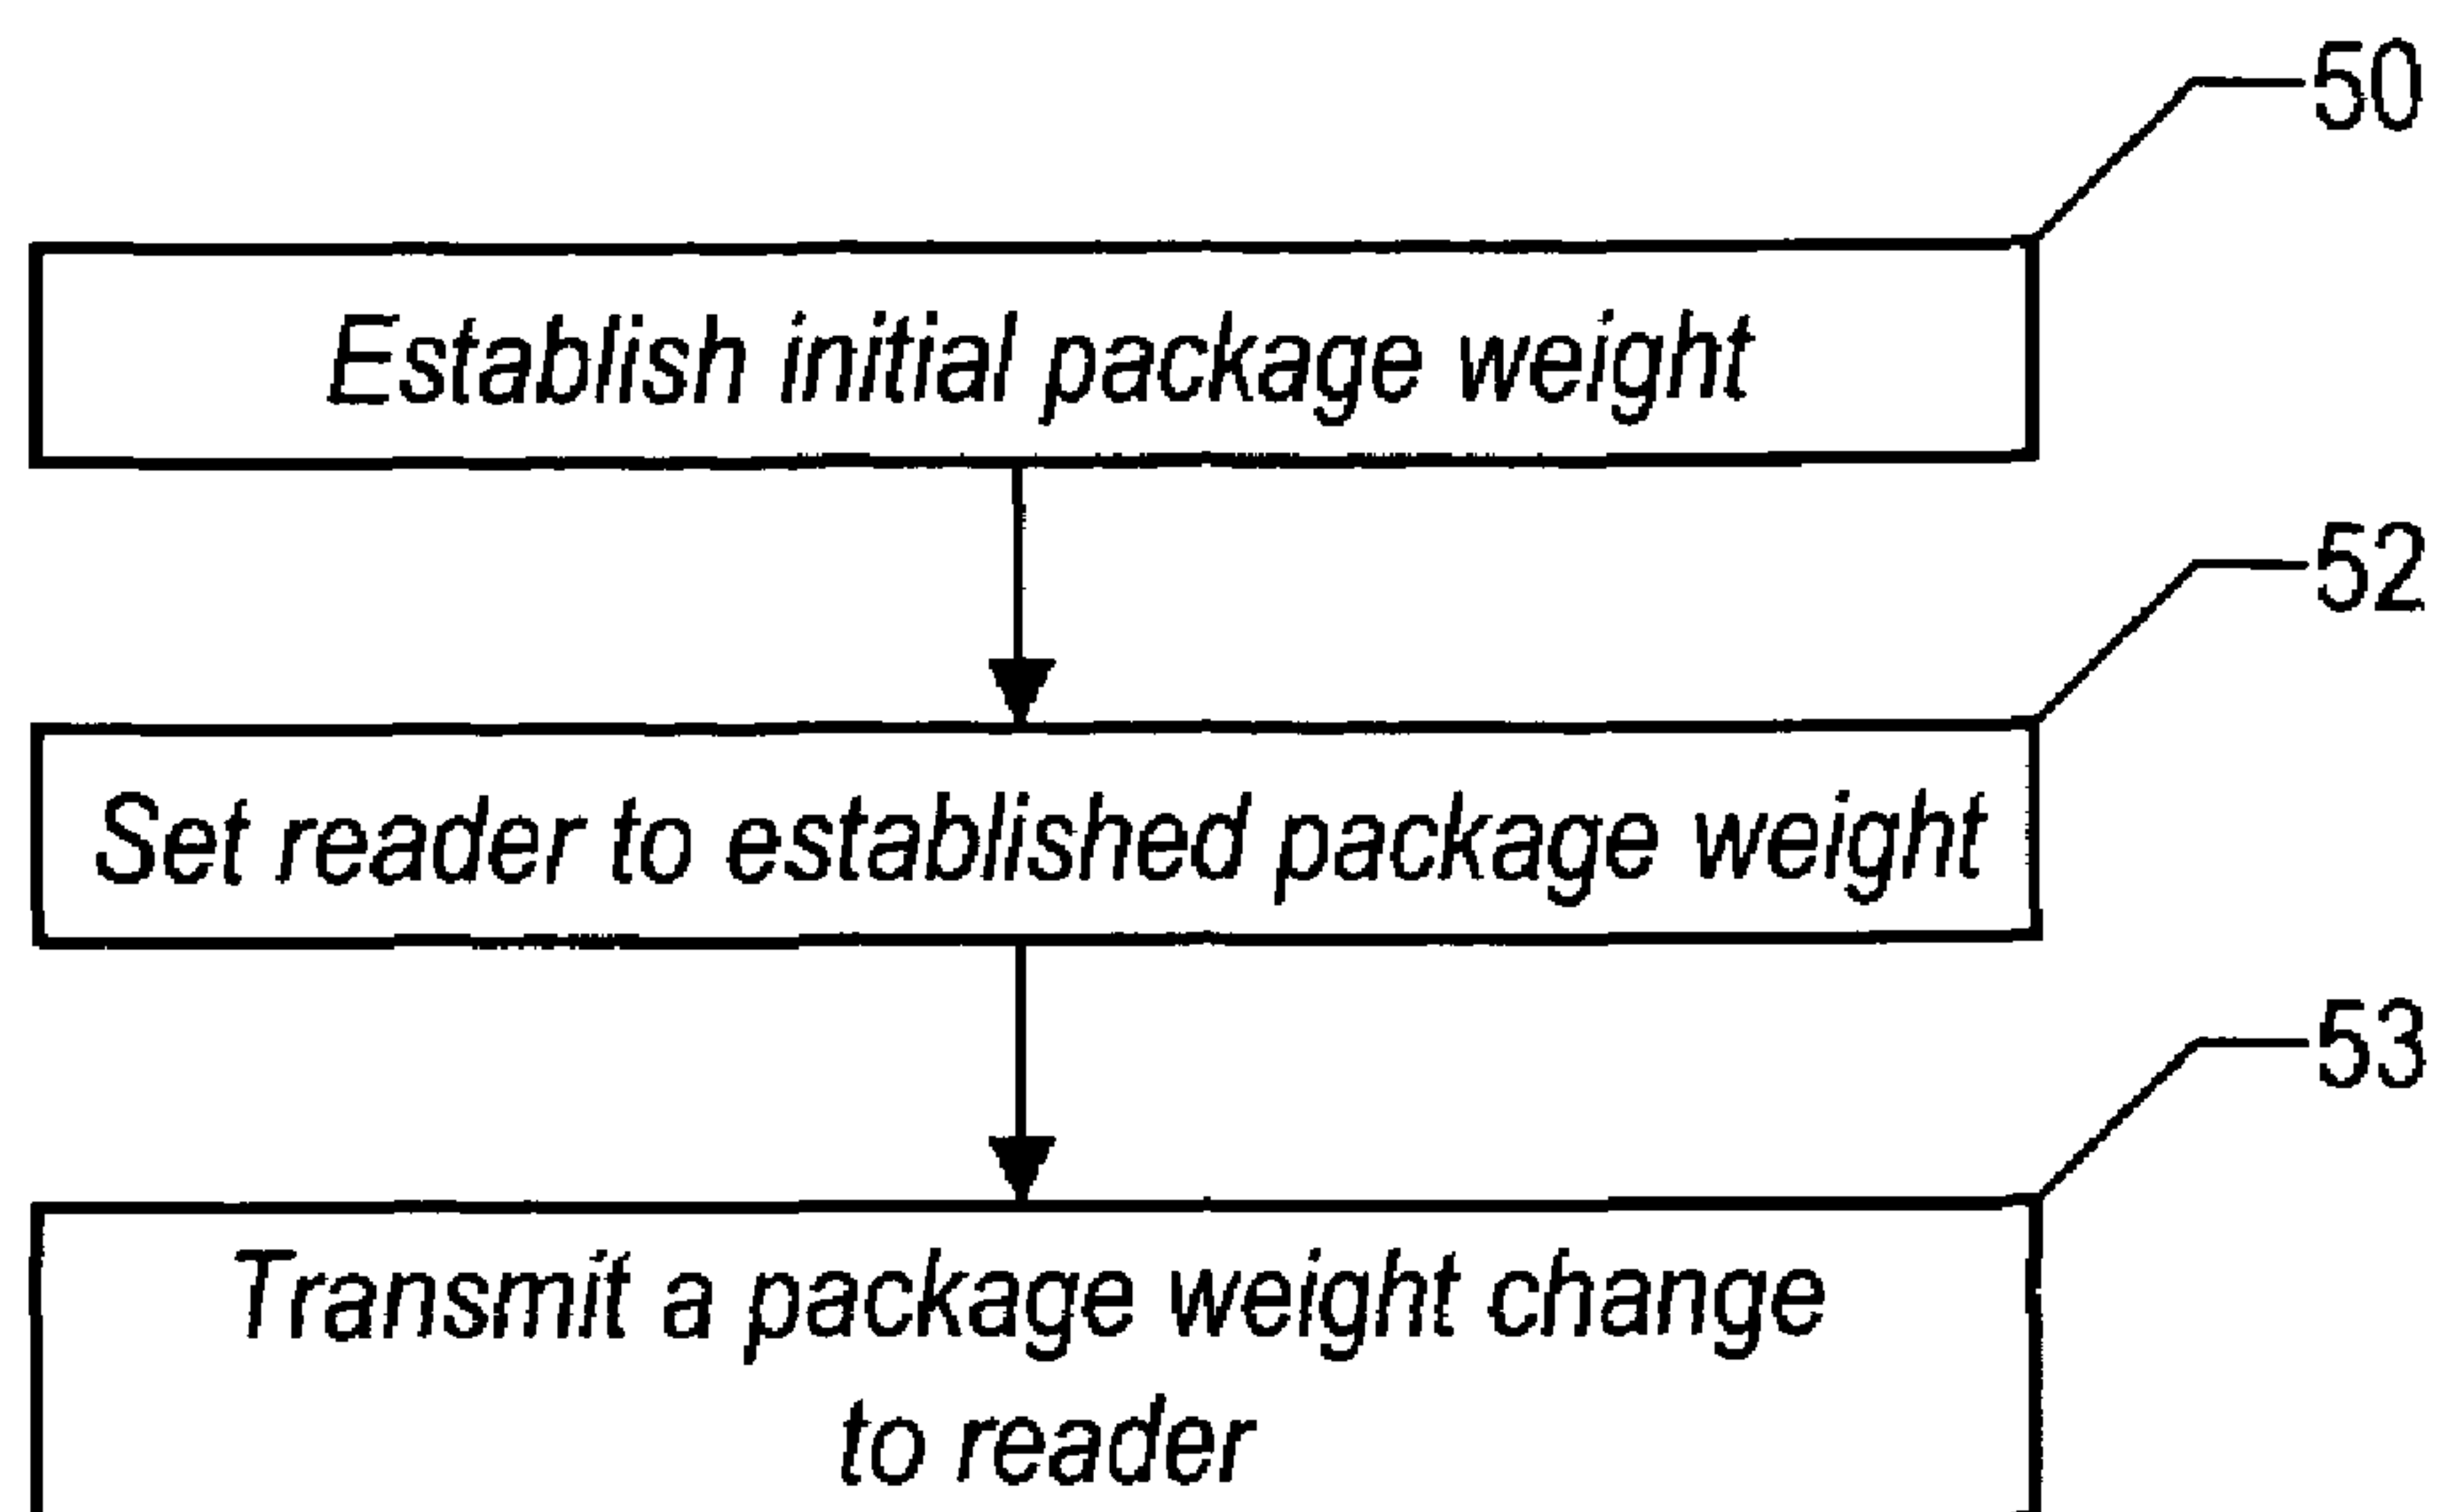 50
Establish initial package weight
52
Set reader to established package weight
53
Transmit a package weight change
to reader